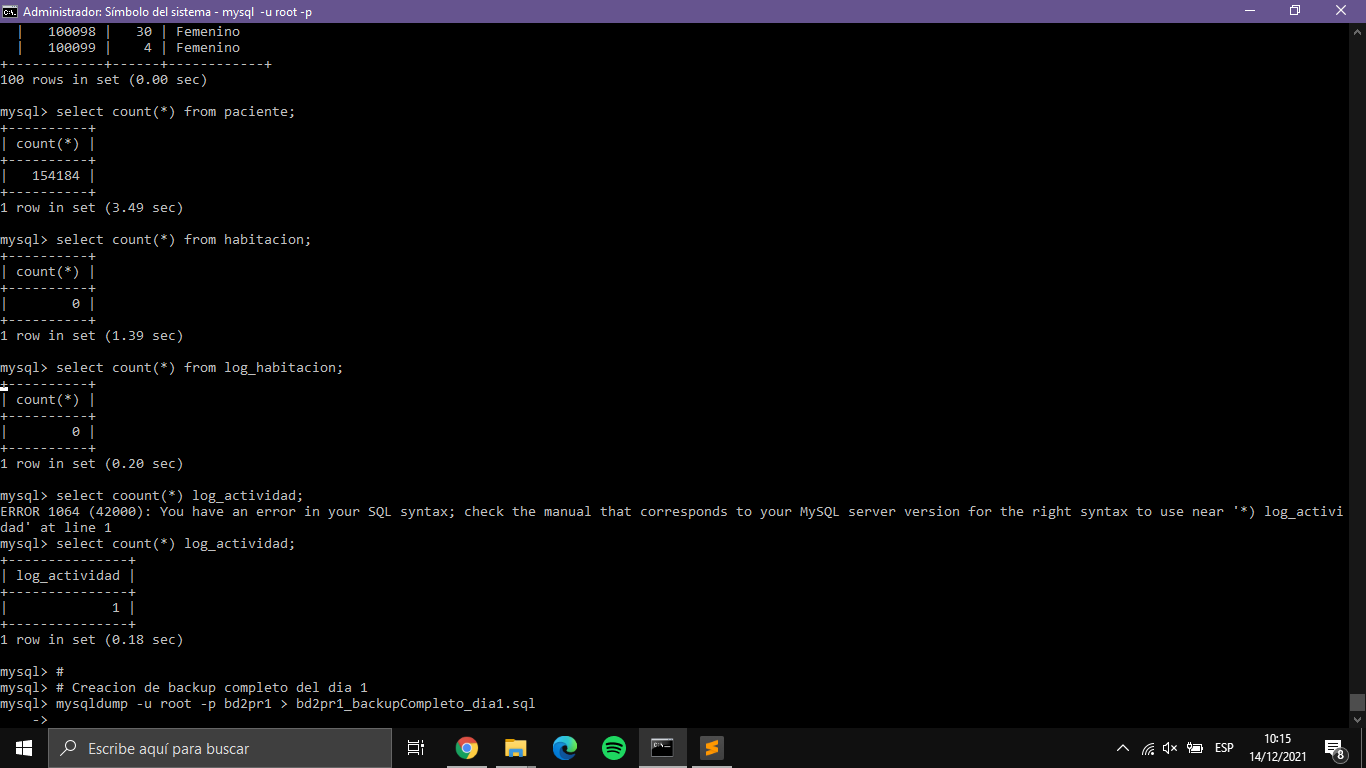 Administrador: Símbolo del sistema - mysql  -u root -p
|   100098 |   30 | Femenino
|   100099 |    4 | Femenino
+------------+------+------------+
100 rows in set (0.00 sec)
mysql> select count(*) from paciente;
+----------+
| count(*) |
+----------+
|   154184 |
+----------+
1 row in set (3.49 sec)
mysql> select count(*) from habitacion;
+----------+
| count(*) |
+----------+
|        0 |
+----------+
1 row in set (1.39 sec)
mysql> select count(*) from log_habitacion;
+----------+
| count(*) |
+----------+
|        0 |
+----------+
1 row in set (0.20 sec)
mysql> select coount(*) log_actividad;
ERROR 1064 (42000): You have an error in your SQL syntax; check the manual that corresponds to your MySQL server version for the right syntax to use near '*) log_activi
dad' at line 1
mysql> select count(*) log_actividad;
+---------------+
| log_actividad |
+---------------+
|             1 |
+---------------+
1 row in set (0.18 sec)
mysql> #
mysql> # Creacion de backup completo del dia 1
mysql> mysqldump -u root -p bd2pr1 > bd2pr1_backupCompleto_dia1.sql
    ->
Escribe aquí para buscar
ESP
10:15
14/12/2021
8